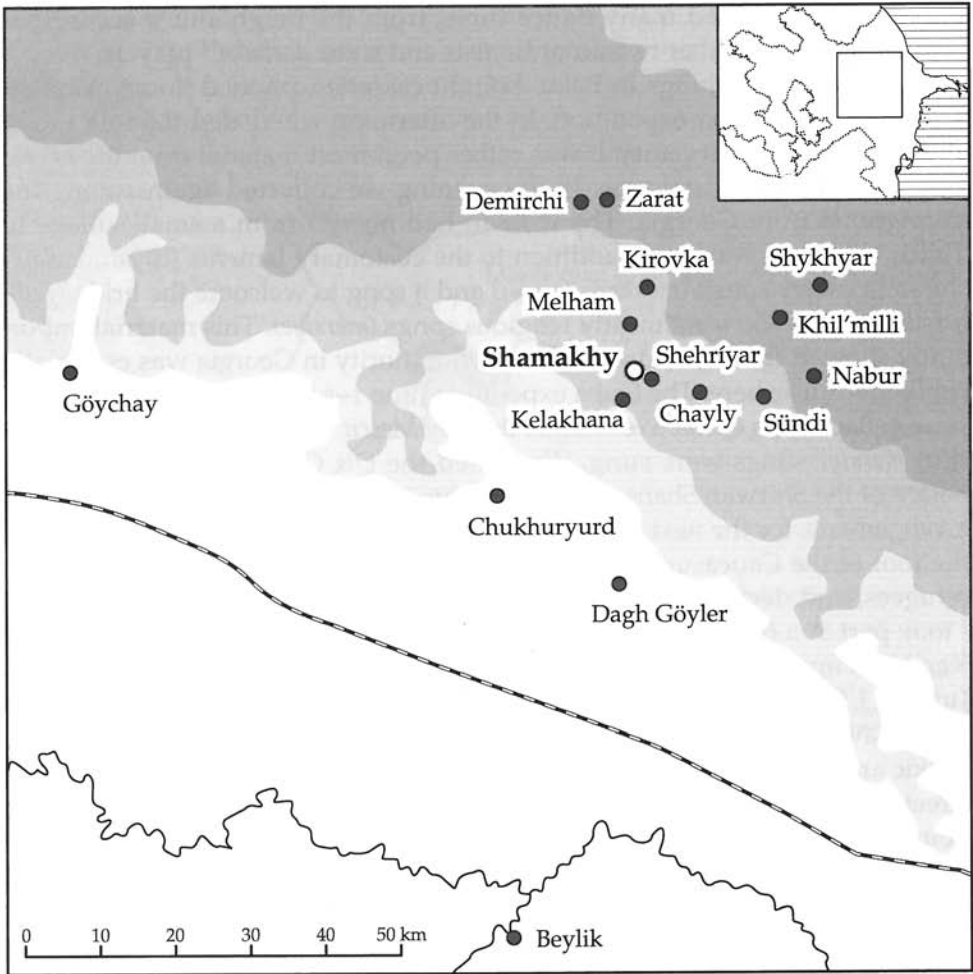 Demirchi
Zarat
Kirovka
Shykhyar
Melham
Khil'milli
Shamakhy
Shehríyar
Nabur
Göychay
Kelakhana
Chayly
Sündi
Chukhuryurd
Dagh Göyler
0 10 20 30 40 50 km
Beylik